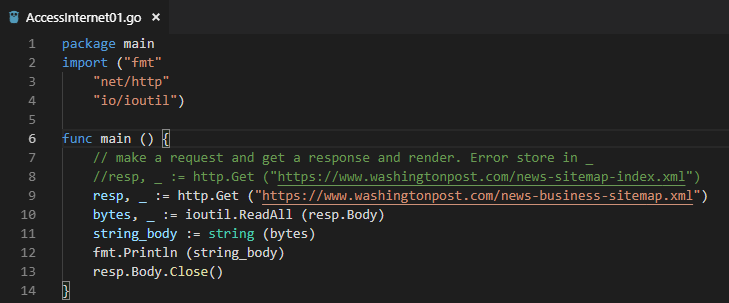 AccessInternet01.go ×
1 package main
2 import ("fmt"
3     "net/http"
4     "io/ioutil")
5
6 func main () {
7     // make a request and get a response and render. Error store in _
8     //resp, _ := http.Get ("https://www.washingtonpost.com/news-sitemap-index.xml")
9     resp, _ := http.Get ("https://www.washingtonpost.com/news-business-sitemap.xml")
10     bytes, _ := ioutil.ReadAll (resp.Body)
11     string_body := string (bytes)
12     fmt.Println (string_body)
13     resp.Body.Close()
14 }